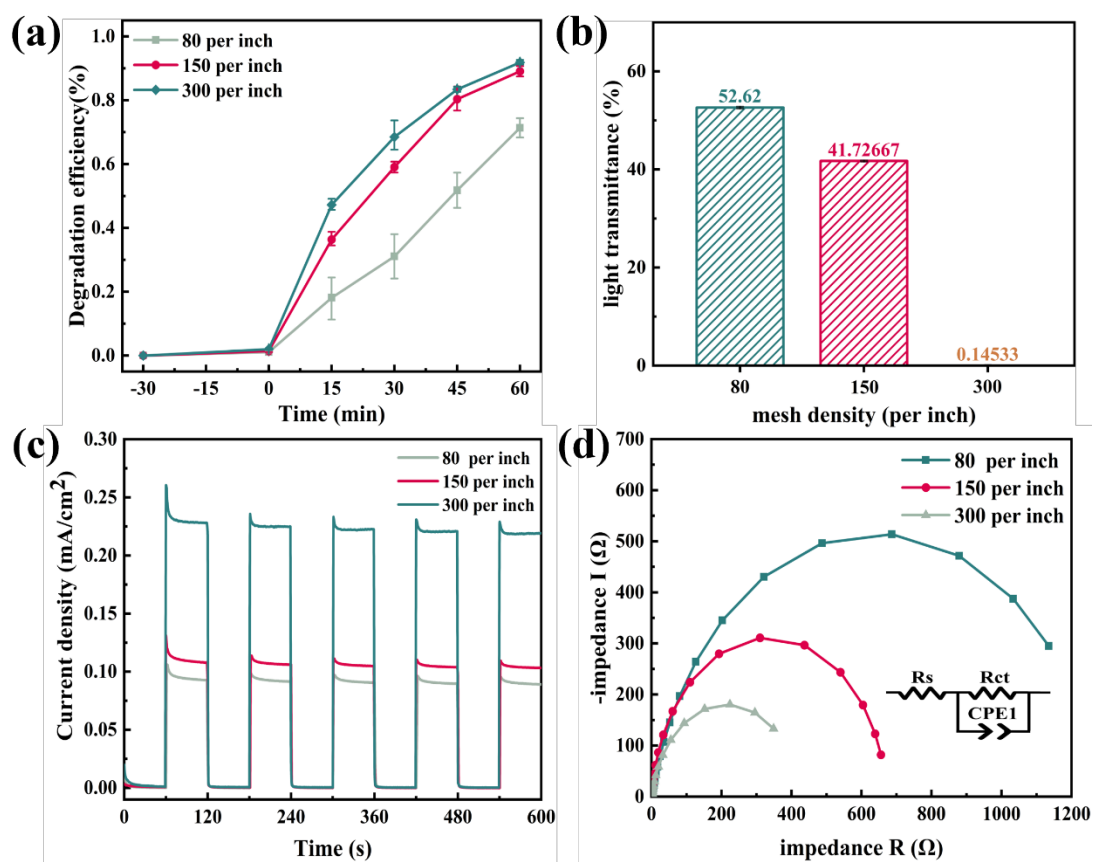 (a)
80 per inch
150 per inch
300 per inch
Degradation efficiency(%)
1.0
0.8
0.6
0.4
0.2
0.0
-30 -15 0 15 30 45 60
Time (min)
(b)
light transmittance (%)
60
40
20
0
52.62
41.72667
0.14533
80 150 300
mesh density (per inch)
(c)
80 per inch
150 per inch
300 per inch
Current density (mA/cm²)
0.30
0.25
0.20
0.15
0.10
0.05
0.00
0 120 240 360 480 600
Time (s)
(d)
80 per inch
150 per inch
300 per inch
-impedance I (Ω)
700
600
500
400
300
200
100
0
Rs Rct
CPE1
0 200 400 600 800 1000 1200
impedance R (Ω)